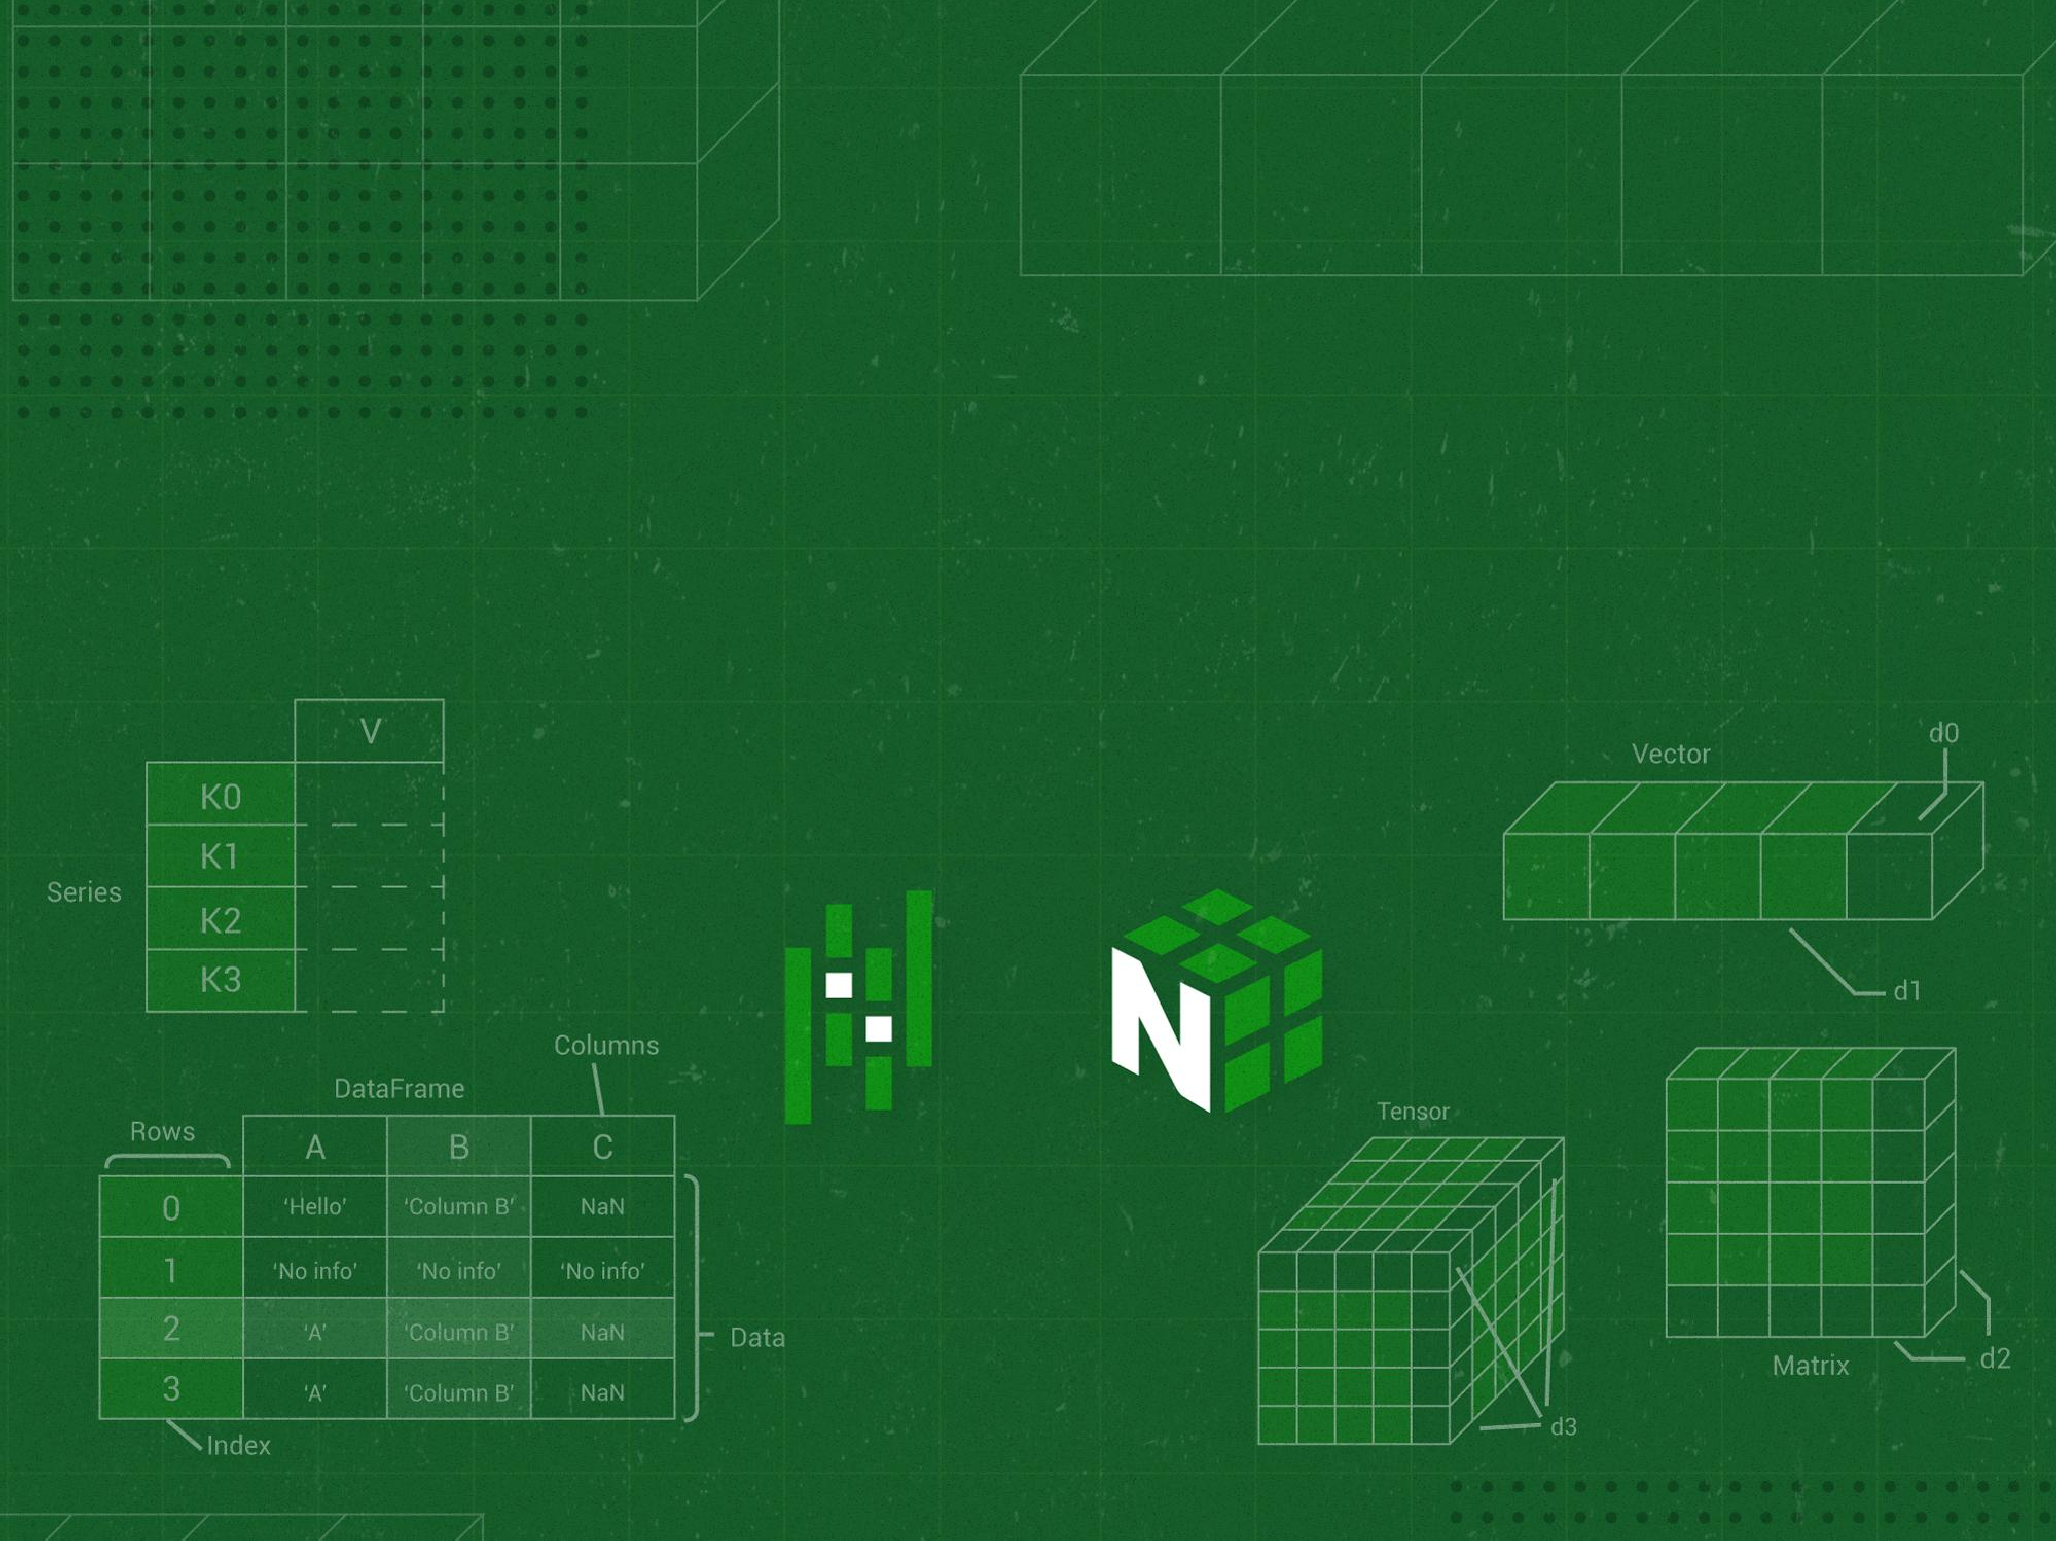 V
K0
K1
Series
K2
K3
Columns
DataFrame
Rows
A B C
0 ‘Hello’ ‘Column B’ NaN
1 ‘No info’ ‘No info’ ‘No info’
2 ‘A’ ‘Column B’ NaN
Data
3 ‘A’ ‘Column B’ NaN
Index
N
d0
Vector
d1
Tensor
d3
Matrix
d2